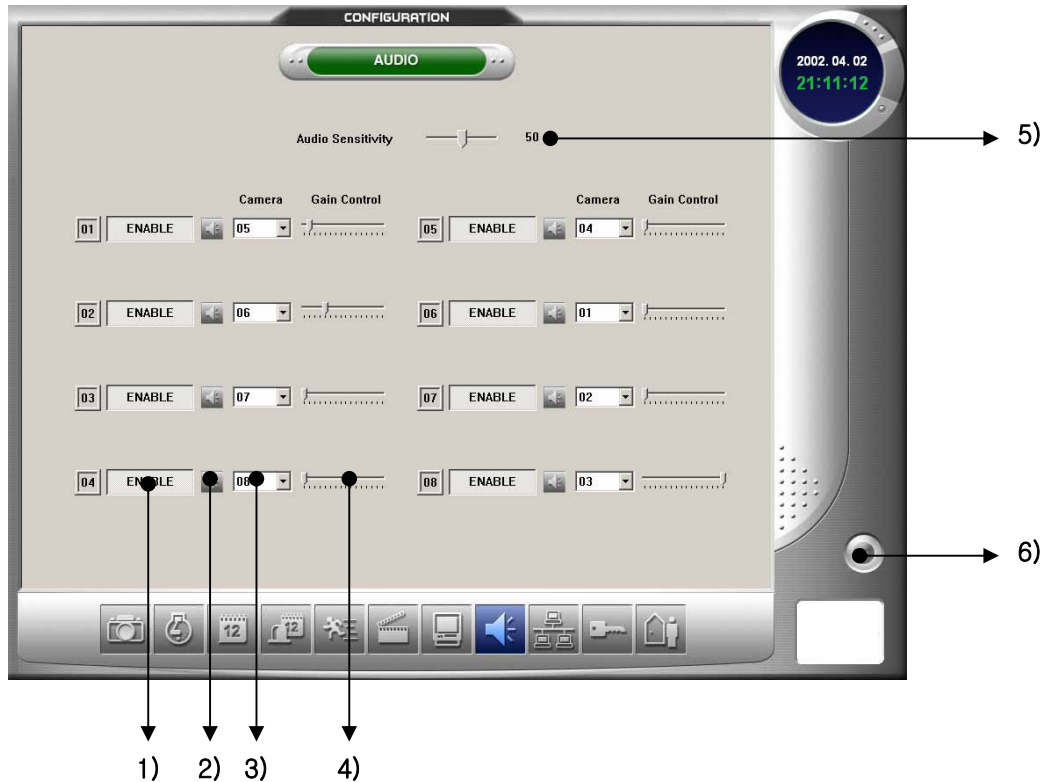 CONFIGURATION
AUDIO
2002. 04. 02
21:11:12
Audio Sensitivity 50 5)
Camera Gain Control Camera Gain Control
01 ENABLE 05 05 ENABLE 04
02 ENABLE 06 06 ENABLE 01
03 ENABLE 07 07 ENABLE 02
04 ENABLE 08 08 ENABLE 03
6)
12 12
1) 2) 3) 4)